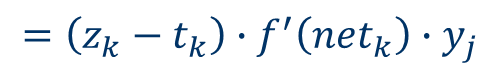 = (z_k − t_k) · f′(net_k) · y_j